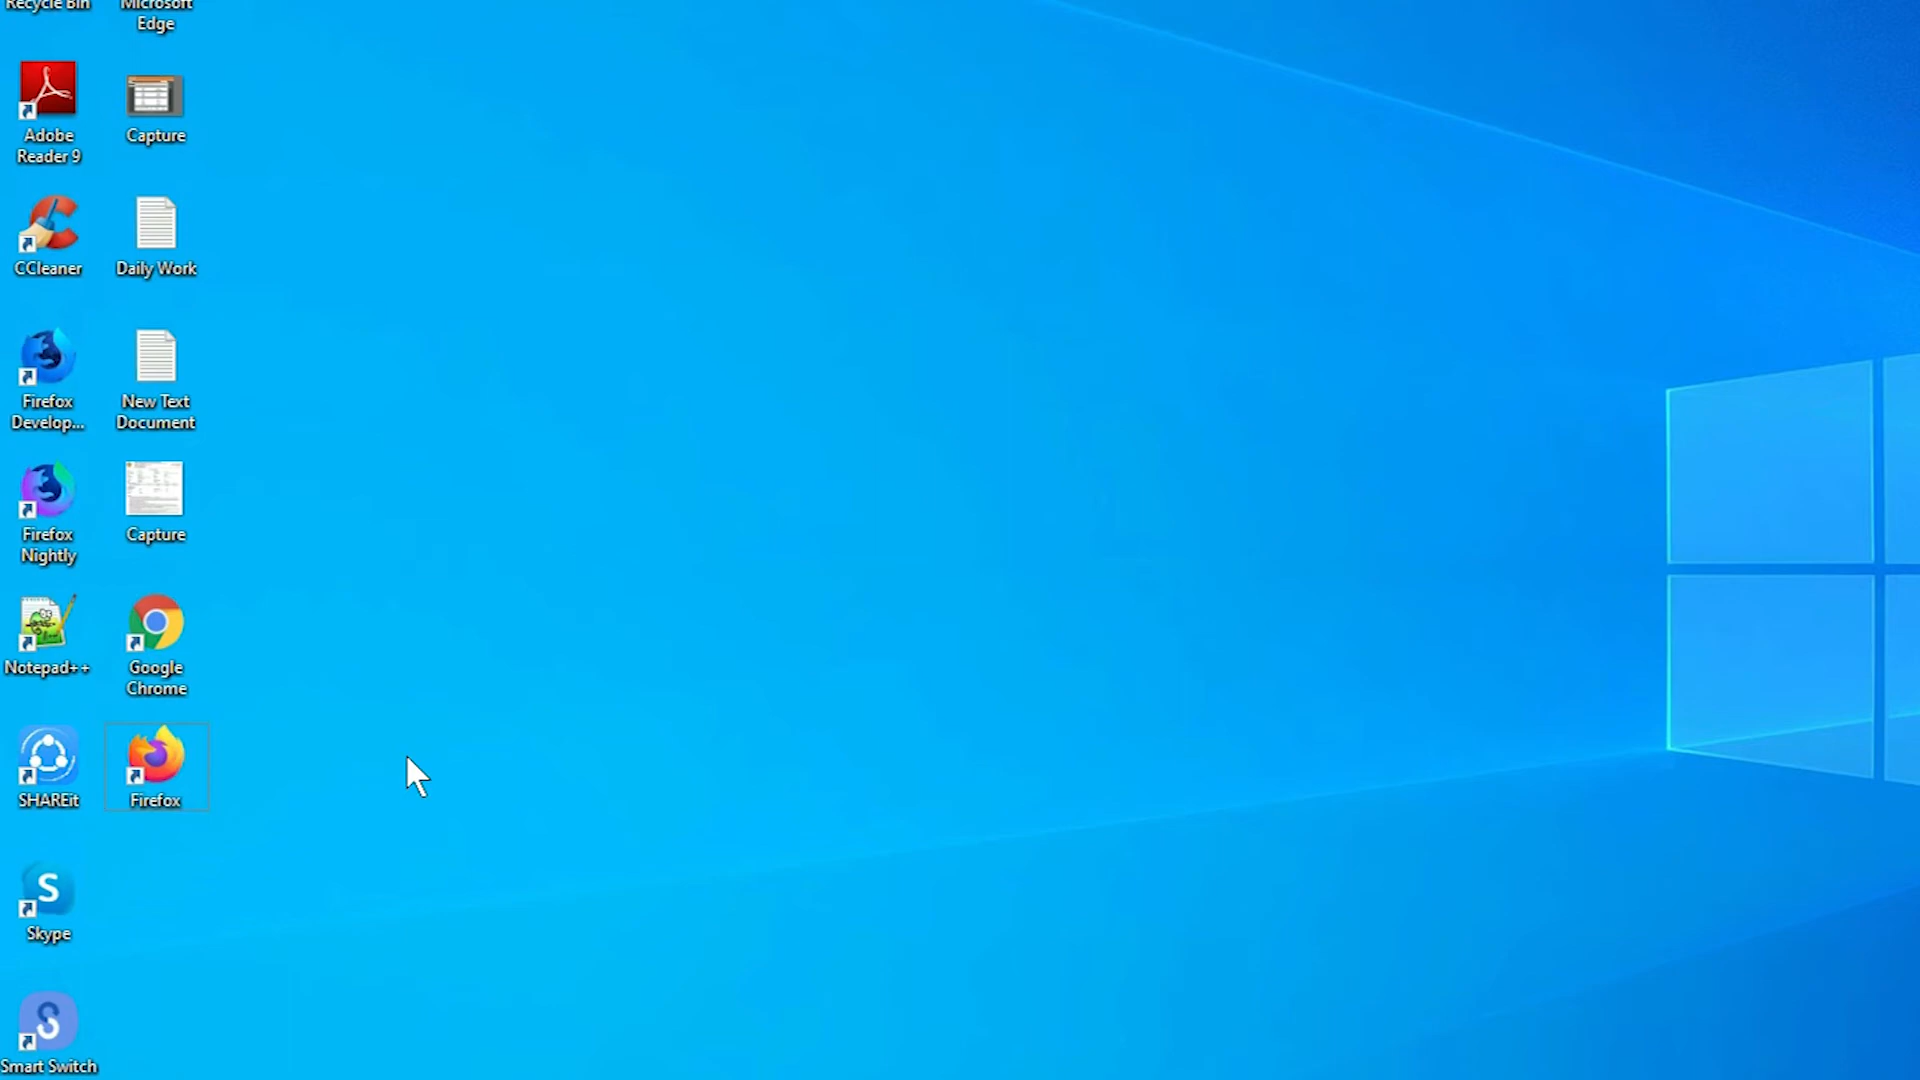 Recycle Bin
Microsoft
Edge
Adobe
Reader 9
Capture
CCleaner
Daily Work
Firefox
Develop...
New Text
Document
Firefox
Nightly
Capture
Notepad++
Google
Chrome
SHAREit
Firefox
S
Skype
Smart Switch